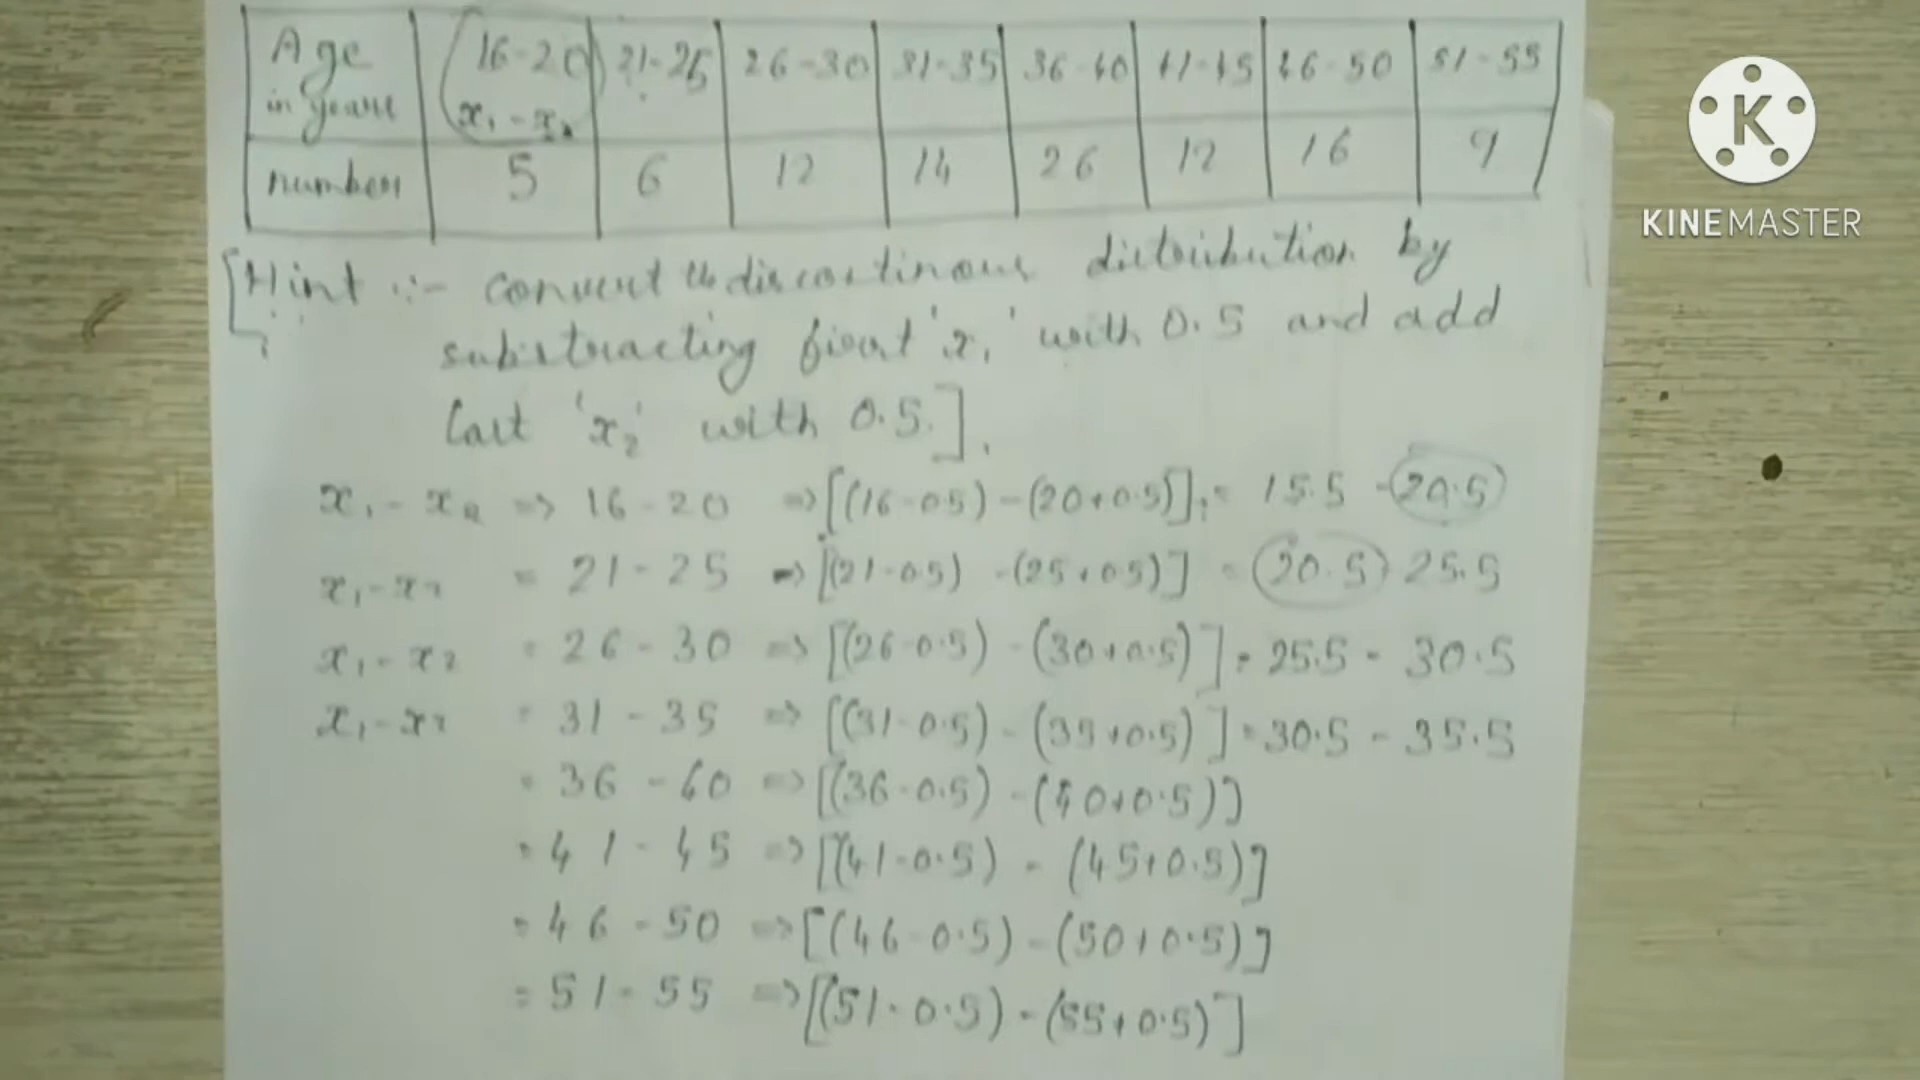 Age in years 16-20 x₁-x₂ 21-25 26-30 31-35 36-40 41-45 46-50 51-55
numbers 5 6 12 14 26 12 16 9
K
KINEMASTER
[Hint :- convert discontinous distribution by
substracting first 'x₁' with 0.5 and add
last 'x₂' with 0.5.].
x₁ - x₂ => 16 - 20 => [(16-0.5) - (20+0.5)] = 15.5 - 20.5
x₁ - x₂ = 21 - 25 => [(21-0.5) - (25+0.5)] = 20.5 25.5
x₁ - x₂ = 26 - 30 => [(26-0.5) - (30+0.5)] = 25.5 - 30.5
x₁ - x₂ = 31 - 35 => [(31-0.5) - (35+0.5)] = 30.5 - 35.5
= 36 - 40 => [(36-0.5) - (40+0.5)]
= 41 - 45 => [(41-0.5) - (45+0.5)]
= 46 - 50 => [(46-0.5) - (50+0.5)]
= 51 - 55 => [(51-0.5) - (55+0.5)]